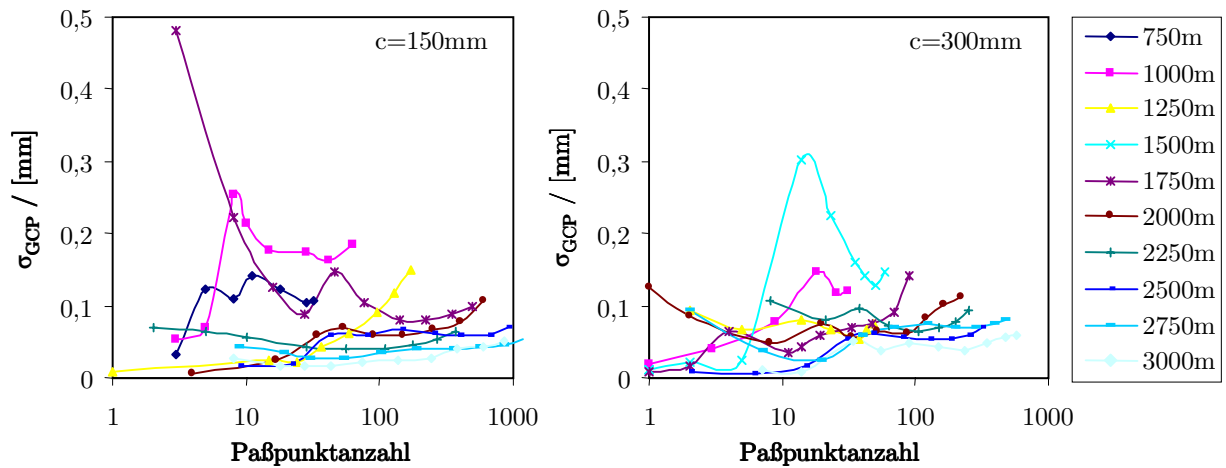 c=150mm
σGCP / [mm]
0,5
0,4
0,3
0,2
0,1
0
1 10 100 1000
Paßpunktanzahl
c=300mm
σGCP / [mm]
0,5
0,4
0,3
0,2
0,1
0
1 10 100 1000
Paßpunktanzahl
750m
1000m
1250m
1500m
1750m
2000m
2250m
2500m
2750m
3000m